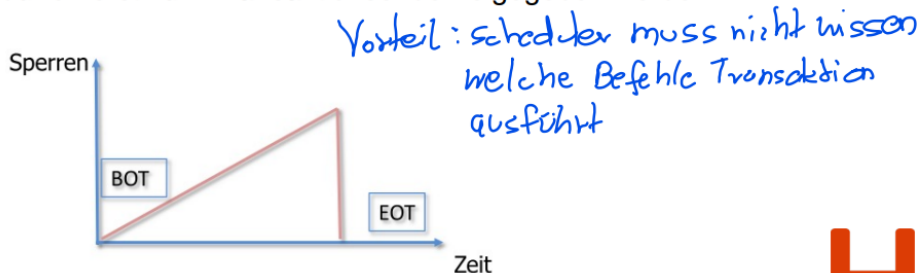 Vorteil: scheduler muss nicht wissen
welche Befehle Transaktion
ausführt
Sperren
BOT
EOT
Zeit